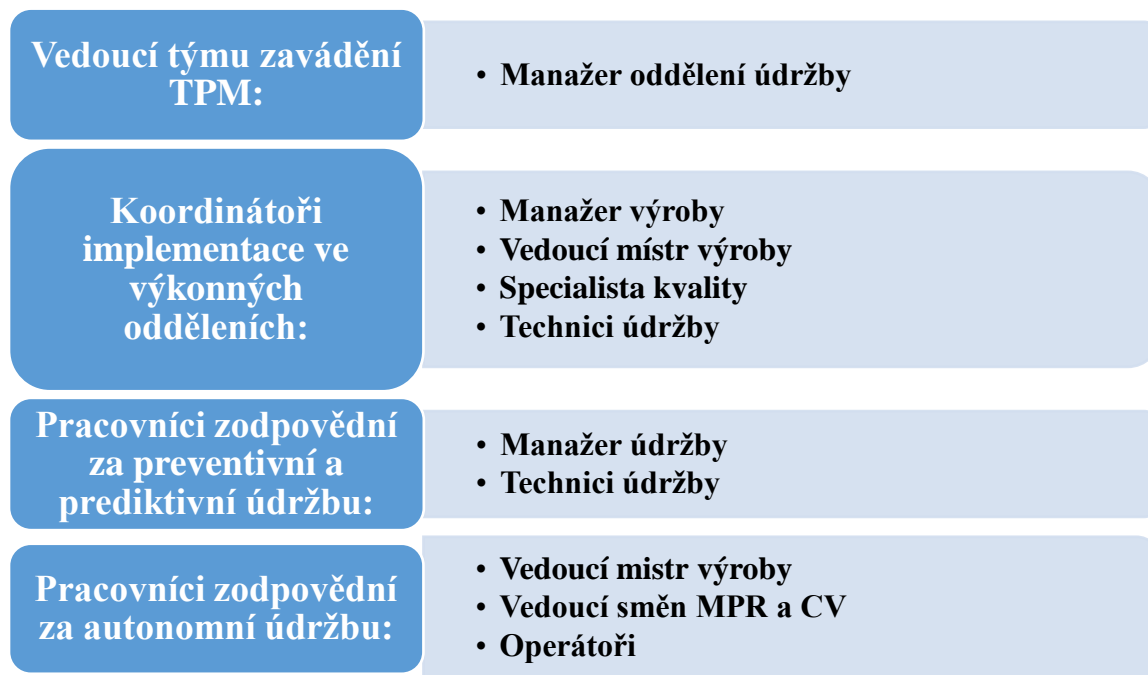 Vedoucí týmu zavádění
TPM:
• Manažer oddělení údržby
Koordinátoři
implementace ve
výkonných
odděleních:
• Manažer výroby
• Vedoucí místr výroby
• Specialista kvality
• Technici údržby
Pracovníci zodpovědní
za preventivní a
prediktivní údržbu:
• Manažer údržby
• Technici údržby
Pracovníci zodpovědní
za autonomní údržbu:
• Vedoucí mistr výroby
• Vedoucí směn MPR a CV
• Operátoři